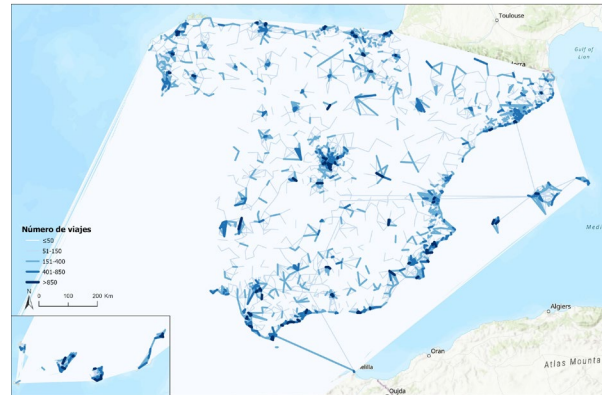 Toulouse
Gulf of
Lion
Número de viajes
≤50
51-150
151-400
401-850
>850
N
0 100 200 Km
Algiers
Oran
elilla
Oujda
Atlas Mounta